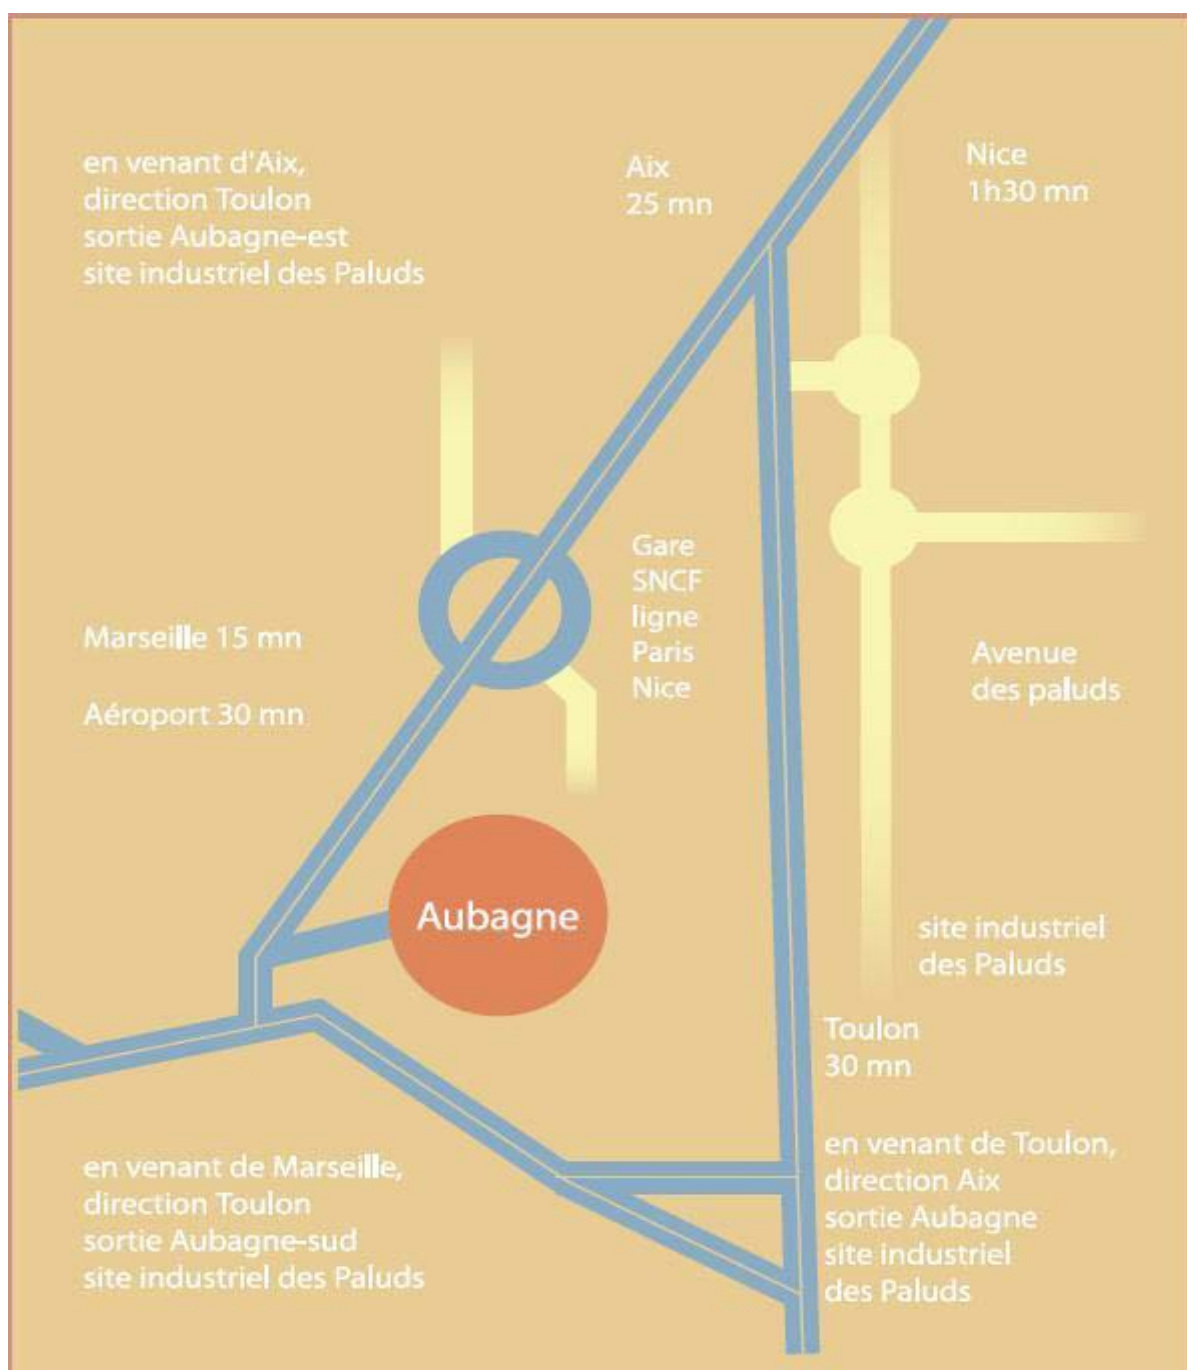 en venant d'Aix,
direction Toulon
sortie Aubagne-est
site industriel des Paluds
Aix
25 mn
Nice
1h30 mn
Gare
SNCF
ligne
Paris
Nice
Marseille 15 mn
Aéroport 30 mn
Avenue
des paluds
Aubagne
site industriel
des Paluds
Toulon
30 mn
en venant de Marseille,
direction Toulon
sortie Aubagne-sud
site industriel des Paluds
en venant de Toulon,
direction Aix
sortie Aubagne
site industriel
des Paluds